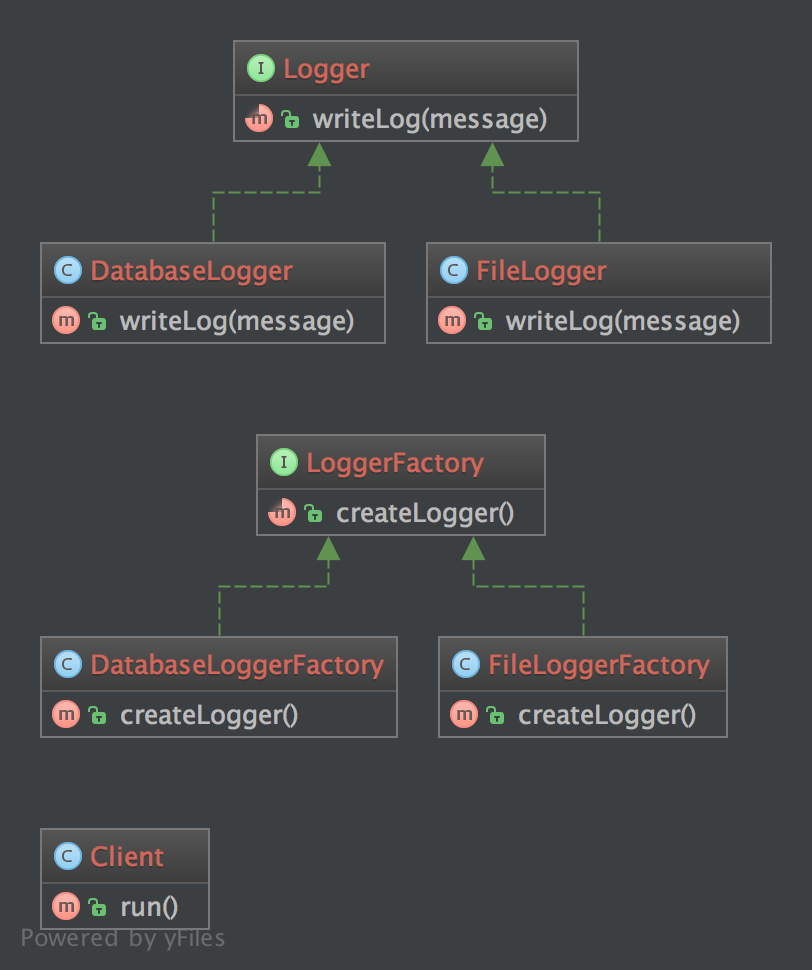 I Logger
m writeLog(message)
C DatabaseLogger
m writeLog(message)
C FileLogger
m writeLog(message)
I LoggerFactory
m createLogger()
C DatabaseLoggerFactory
m createLogger()
C FileLoggerFactory
m createLogger()
C Client
m run()
Powered by yFiles